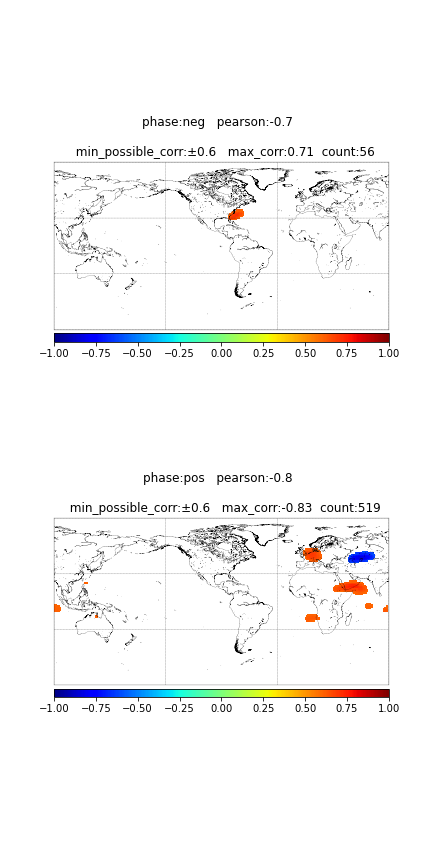 phase:neg   pearson:-0.7
min_possible_corr:±0.6   max_corr:0.71  count:56
−1.00 −0.75 −0.50 −0.25 0.00 0.25 0.50 0.75 1.00
phase:pos   pearson:-0.8
min_possible_corr:±0.6   max_corr:-0.83  count:519
−1.00 −0.75 −0.50 −0.25 0.00 0.25 0.50 0.75 1.00